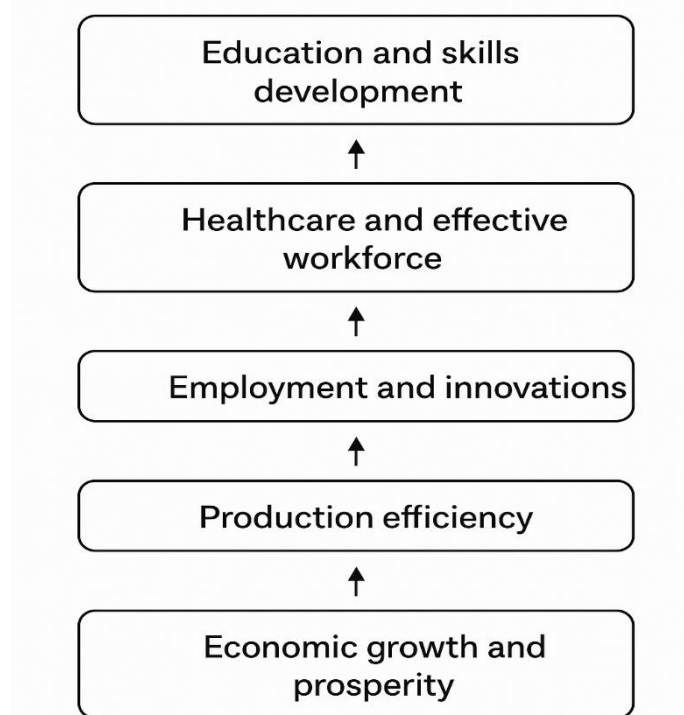 Education and skills
development
Healthcare and effective
workforce
Employment and innovations
Production efficiency
Economic growth and
prosperity